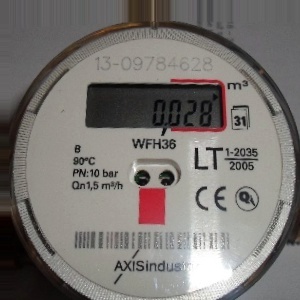 13-09784628
m³
0.028
31
WFH36
B
90°C
PN:10 bar
Qn1,5 m³/h
LT 1-2035
2005
CE
AXISindus